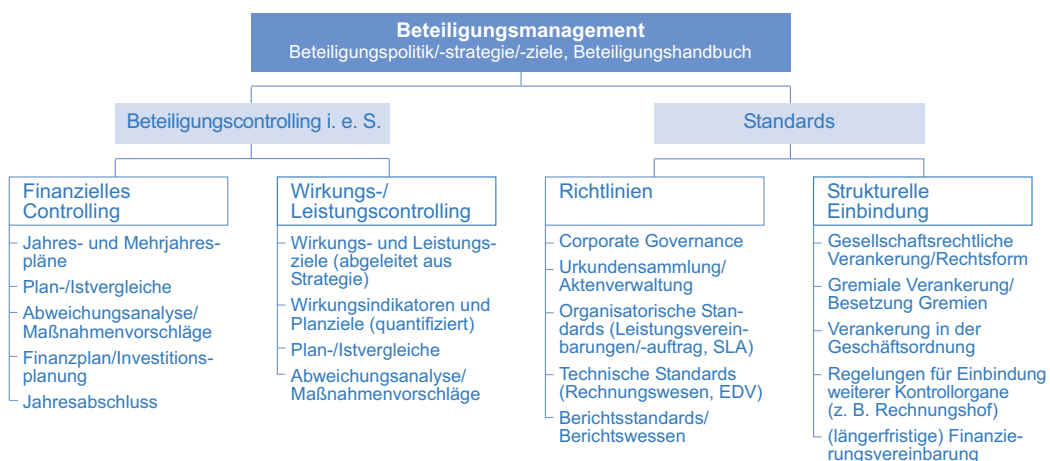 Beteiligungsmanagement
Beteiligungspolitik/-strategie/-ziele, Beteiligungshandbuch
Beteiligungscontrolling i. e. S.
Standards
Finanzielles
Controlling
Jahres- und Mehrjahres-
pläne
Plan-/Istvergleiche
Abweichungsanalyse/
Maßnahmenvorschläge
Finanzplan/Investitions-
planung
Jahresabschluss
Wirkungs-/
Leistungscontrolling
Wirkungs- und Leistungs-
ziele (abgeleitet aus
Strategie)
Wirkungsindikatoren und
Planziele (quantifiziert)
Plan-/Istvergleiche
Abweichungsanalyse/
Maßnahmenvorschläge
Richtlinien
Corporate Governance
Urkundensammlung/
Aktenverwaltung
Organisatorische Stan-
dards (Leistungsverein-
barungen/-auftrag, SLA)
Technische Standards
(Rechnungswesen, EDV)
Berichtsstandards/
Berichtswessen
Strukturelle
Einbindung
Gesellschaftsrechtliche
Verankerung/Rechtsform
Gremiale Verankerung/
Besetzung Gremien
Verankerung in der
Geschäftsordnung
Regelungen für Einbindung
weiterer Kontrollorgane
(z. B. Rechnungshof)
(längerfristige) Finanzie-
rungsvereinbarung